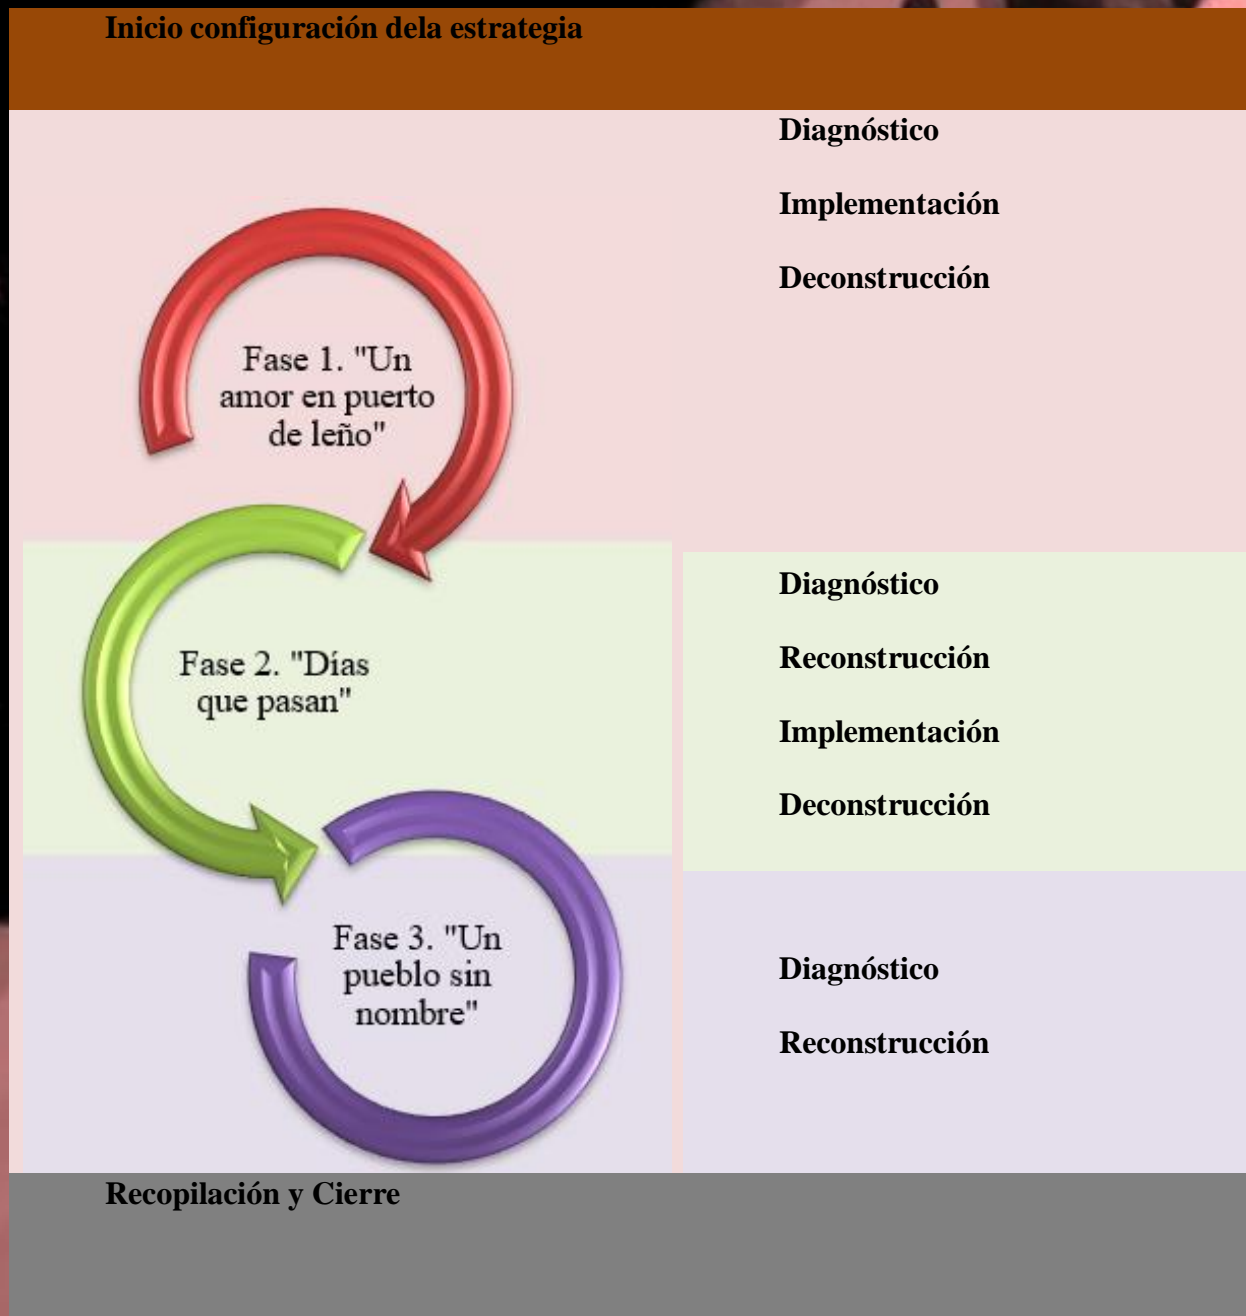 Inicio configuración dela estrategia
Diagnóstico
Implementación
Deconstrucción
Fase 1. "Un
amor en puerto
de leño"
Fase 2. "Días
que pasan"
Diagnóstico
Reconstrucción
Implementación
Deconstrucción
Fase 3. "Un
pueblo sin
nombre"
Diagnóstico
Reconstrucción
Recopilación y Cierre